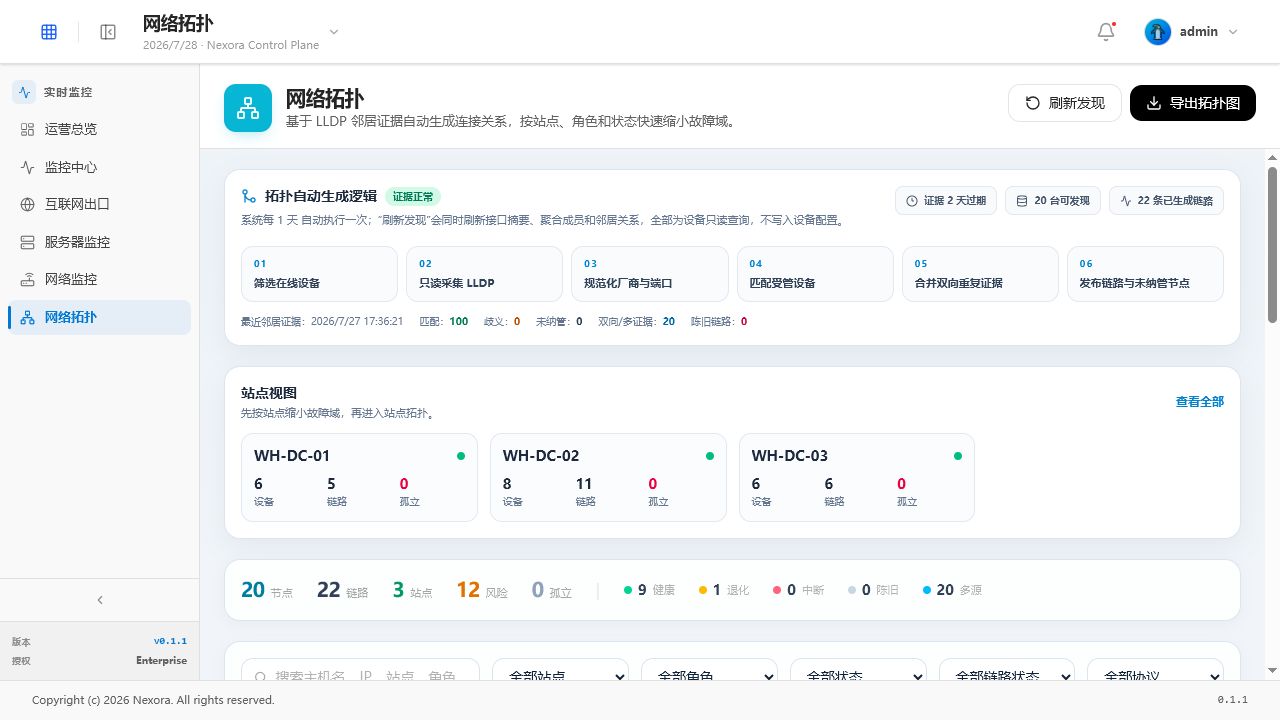 网络拓扑
2026/7/28 · Nexora Control Plane
admin
实时监控
运营总览
监控中心
互联网出口
服务器监控
网络监控
网络拓扑
版本 v0.1.1
授权 Enterprise
网络拓扑
基于 LLDP 邻居证据自动生成连接关系，按站点、角色和状态快速缩小故障域。
刷新发现
导出拓扑图
拓扑自动生成逻辑 证据正常
系统每 1 天 自动执行一次；“刷新发现”会同时刷新接口摘要、聚合成员和邻居关系，全部为设备只读查询，不写入设备配置。
证据 2 天过期
20 台可发现
22 条已生成链路
01
筛选在线设备
02
只读采集 LLDP
03
规范化厂商与端口
04
匹配受管设备
05
合并双向重复证据
06
发布链路与未纳管节点
最近邻居证据：2026/7/27 17:36:21 匹配：100 歧义：0 未纳管：0 双向/多证据：20 陈旧链路：0
站点视图
先按站点缩小故障域，再进入站点拓扑。
查看全部
WH-DC-01
6 5 0
设备 链路 孤立
WH-DC-02
8 11 0
设备 链路 孤立
WH-DC-03
6 6 0
设备 链路 孤立
20 节点 22 链路 3 站点 12 风险 0 孤立 9 健康 1 退化 0 中断 0 陈旧 20 多源
搜索主机名、IP、站点、角色 全部站点 全部角色 全部状态 全部链路状态 全部协议
Copyright (c) 2026 Nexora. All rights reserved.
0.1.1